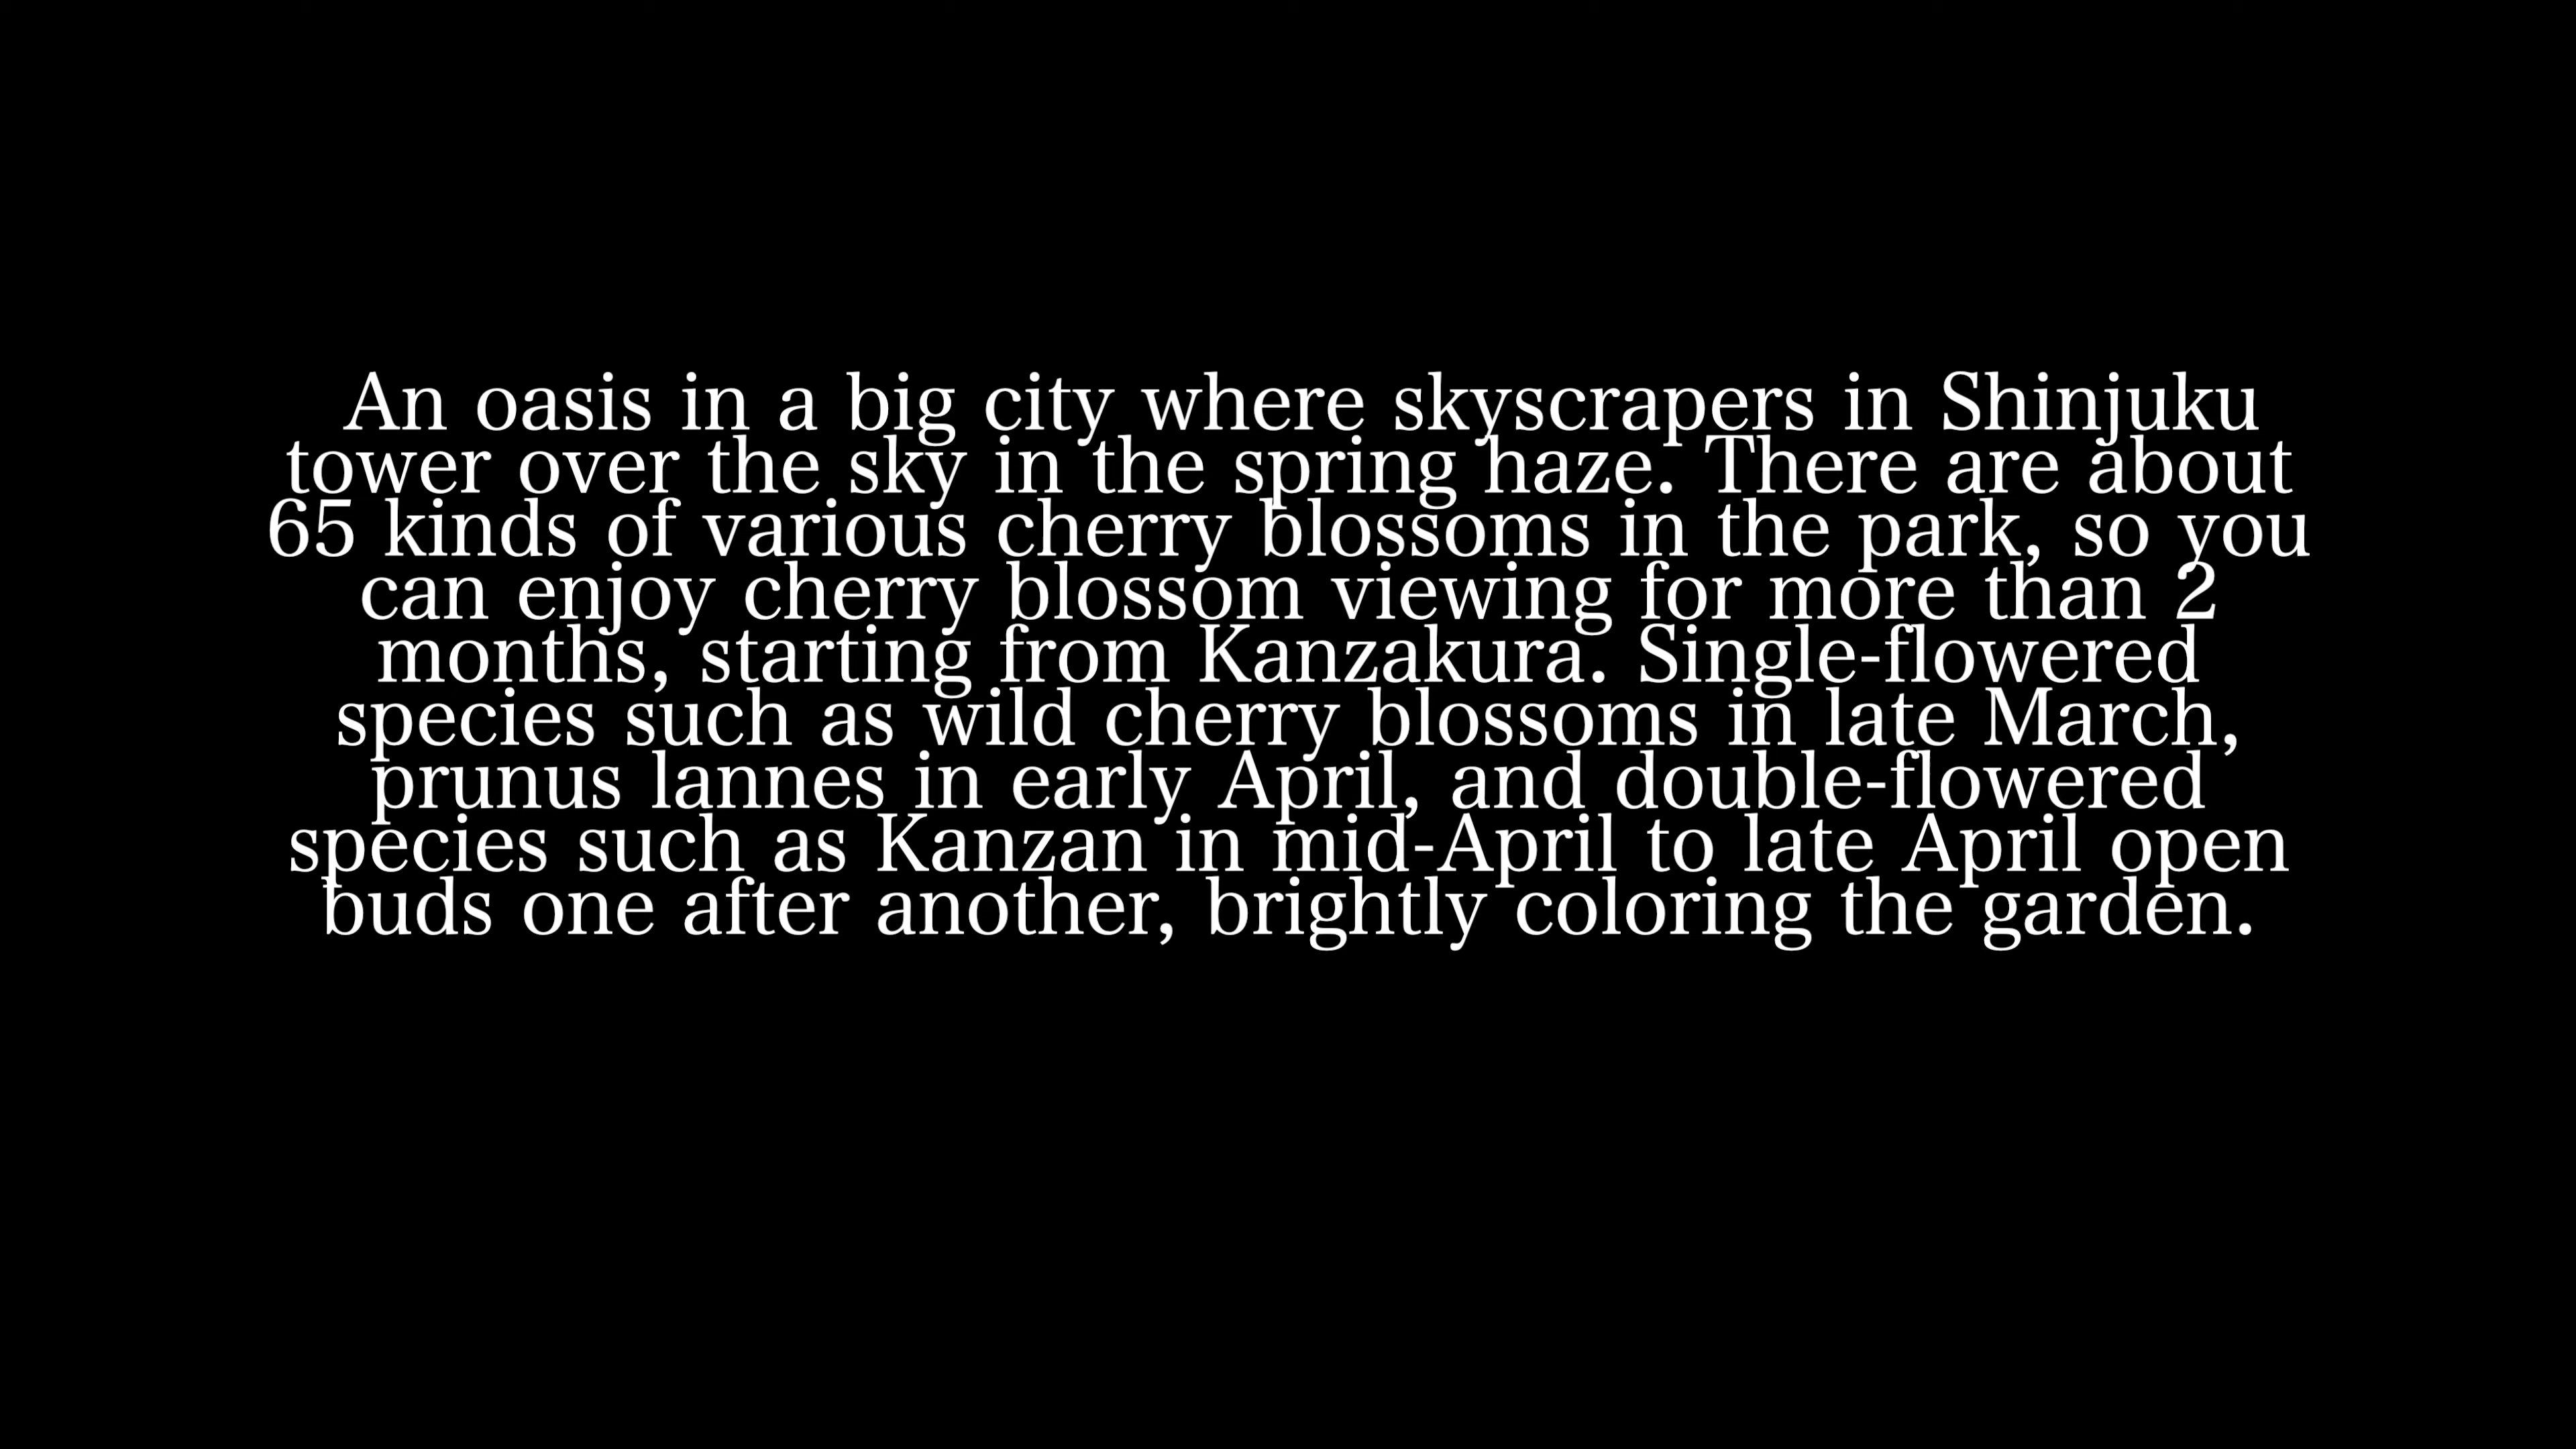 An oasis in a big city where skyscrapers in Shinjuku
tower over the sky in the spring haze. There are about
65 kinds of various cherry blossoms in the park, so you
can enjoy cherry blossom viewing for more than 2
months, starting from Kanzakura. Single-flowered
species such as wild cherry blossoms in late March,
prunus lannes in early April, and double-flowered
species such as Kanzan in mid-April to late April open
buds one after another, brightly coloring the garden.